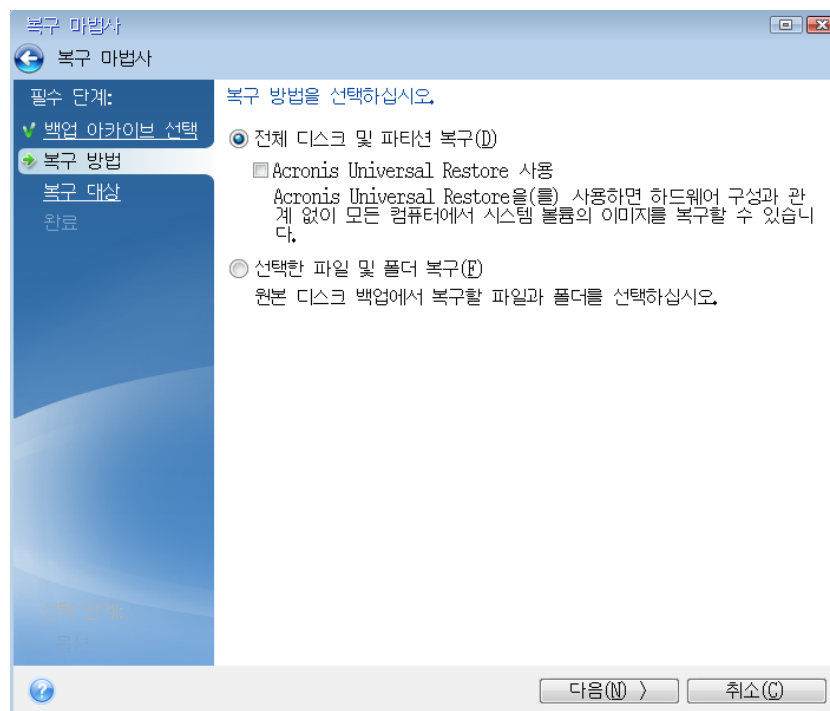 복구 마법사
복구 마법사
필수 단계:
백업 아카이브 선택
복구 방법
복구 대상
완료
복구 방법을 선택하십시오.
전체 디스크 및 파티션 복구(D)
Acronis Universal Restore 사용
Acronis Universal Restore을(를) 사용하면 하드웨어 구성과 관
계 없이 모든 컴퓨터에서 시스템 볼륨의 이미지를 복구할 수 있습니
다.
선택한 파일 및 폴더 복구(F)
원본 디스크 백업에서 복구할 파일과 폴더를 선택하십시오.
다음(N) 〉
취소(C)